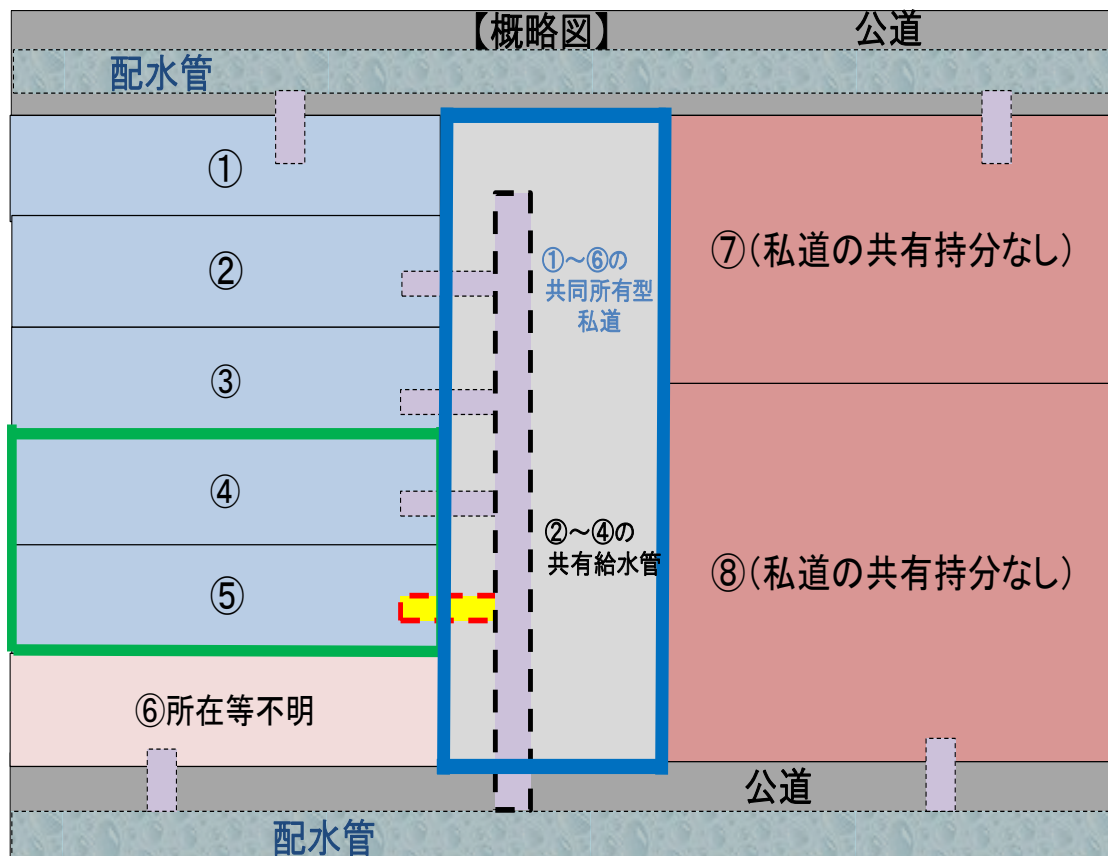 【概略図】
公道
配水管
①
②
①～⑥の
共同所有型
私道
⑦(私道の共有持分なし)
③
④
②～④の
共有給水管
⑤
⑧(私道の共有持分なし)
⑥所在等不明
公道
配水管